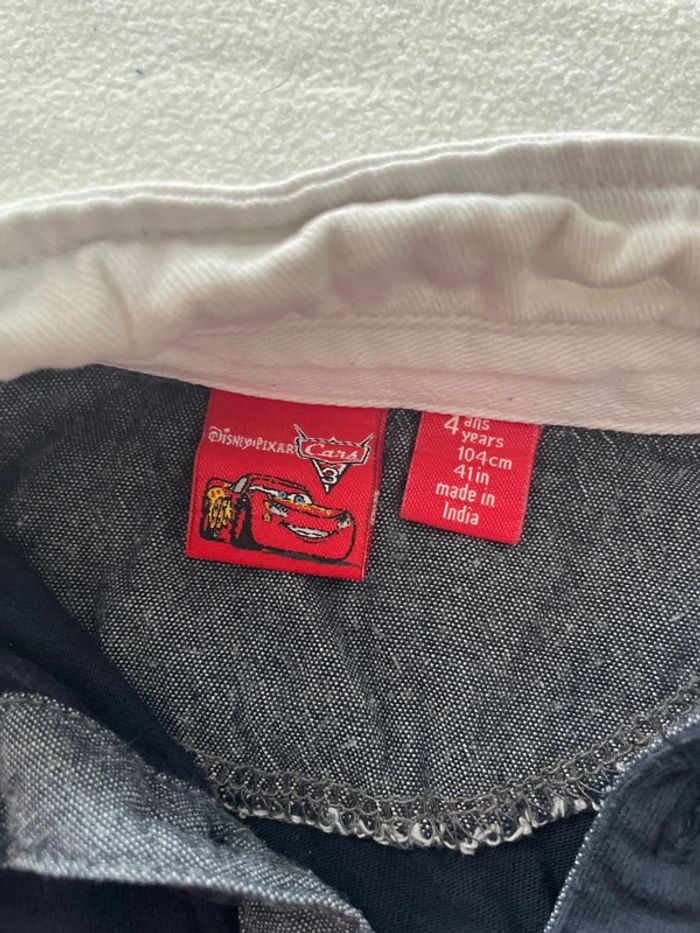 Disney·PIXAR
Cars
3
4 ans
years
104cm
41in
made in
India